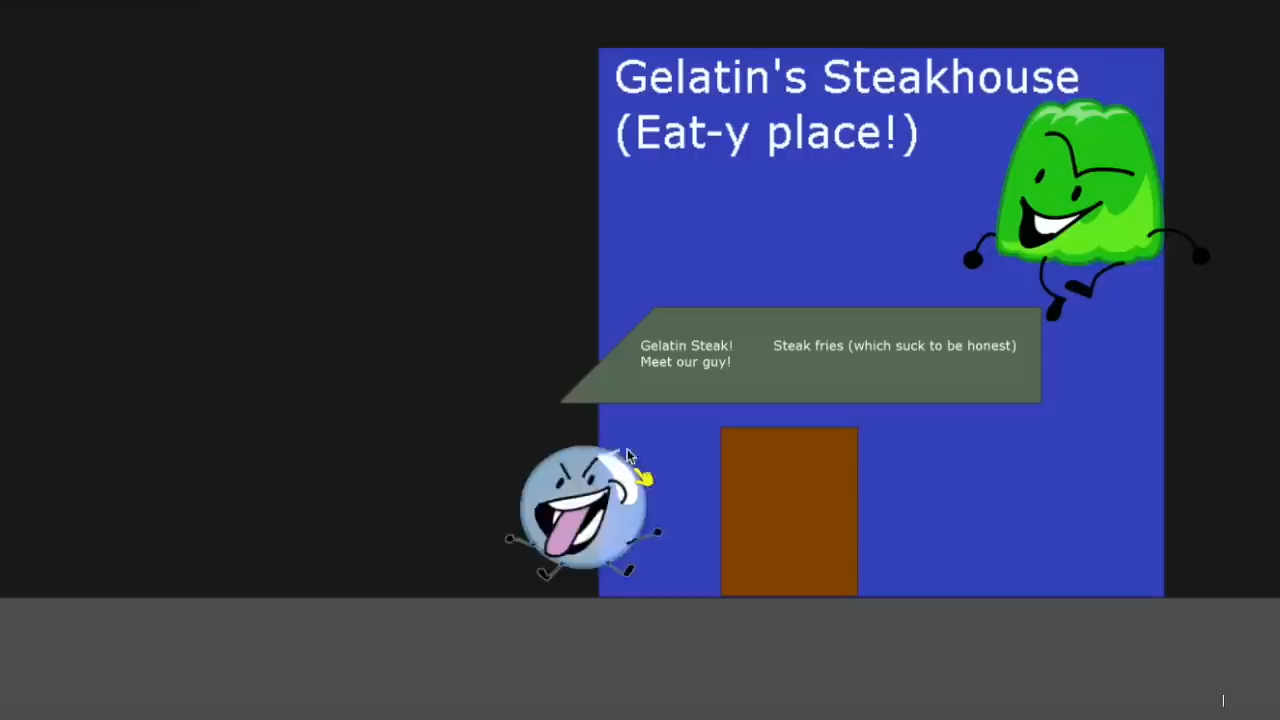 Gelatin's Steakhouse
(Eat-y place!)
Gelatin Steak! Steak fries (which suck to be honest)
Meet our guy!